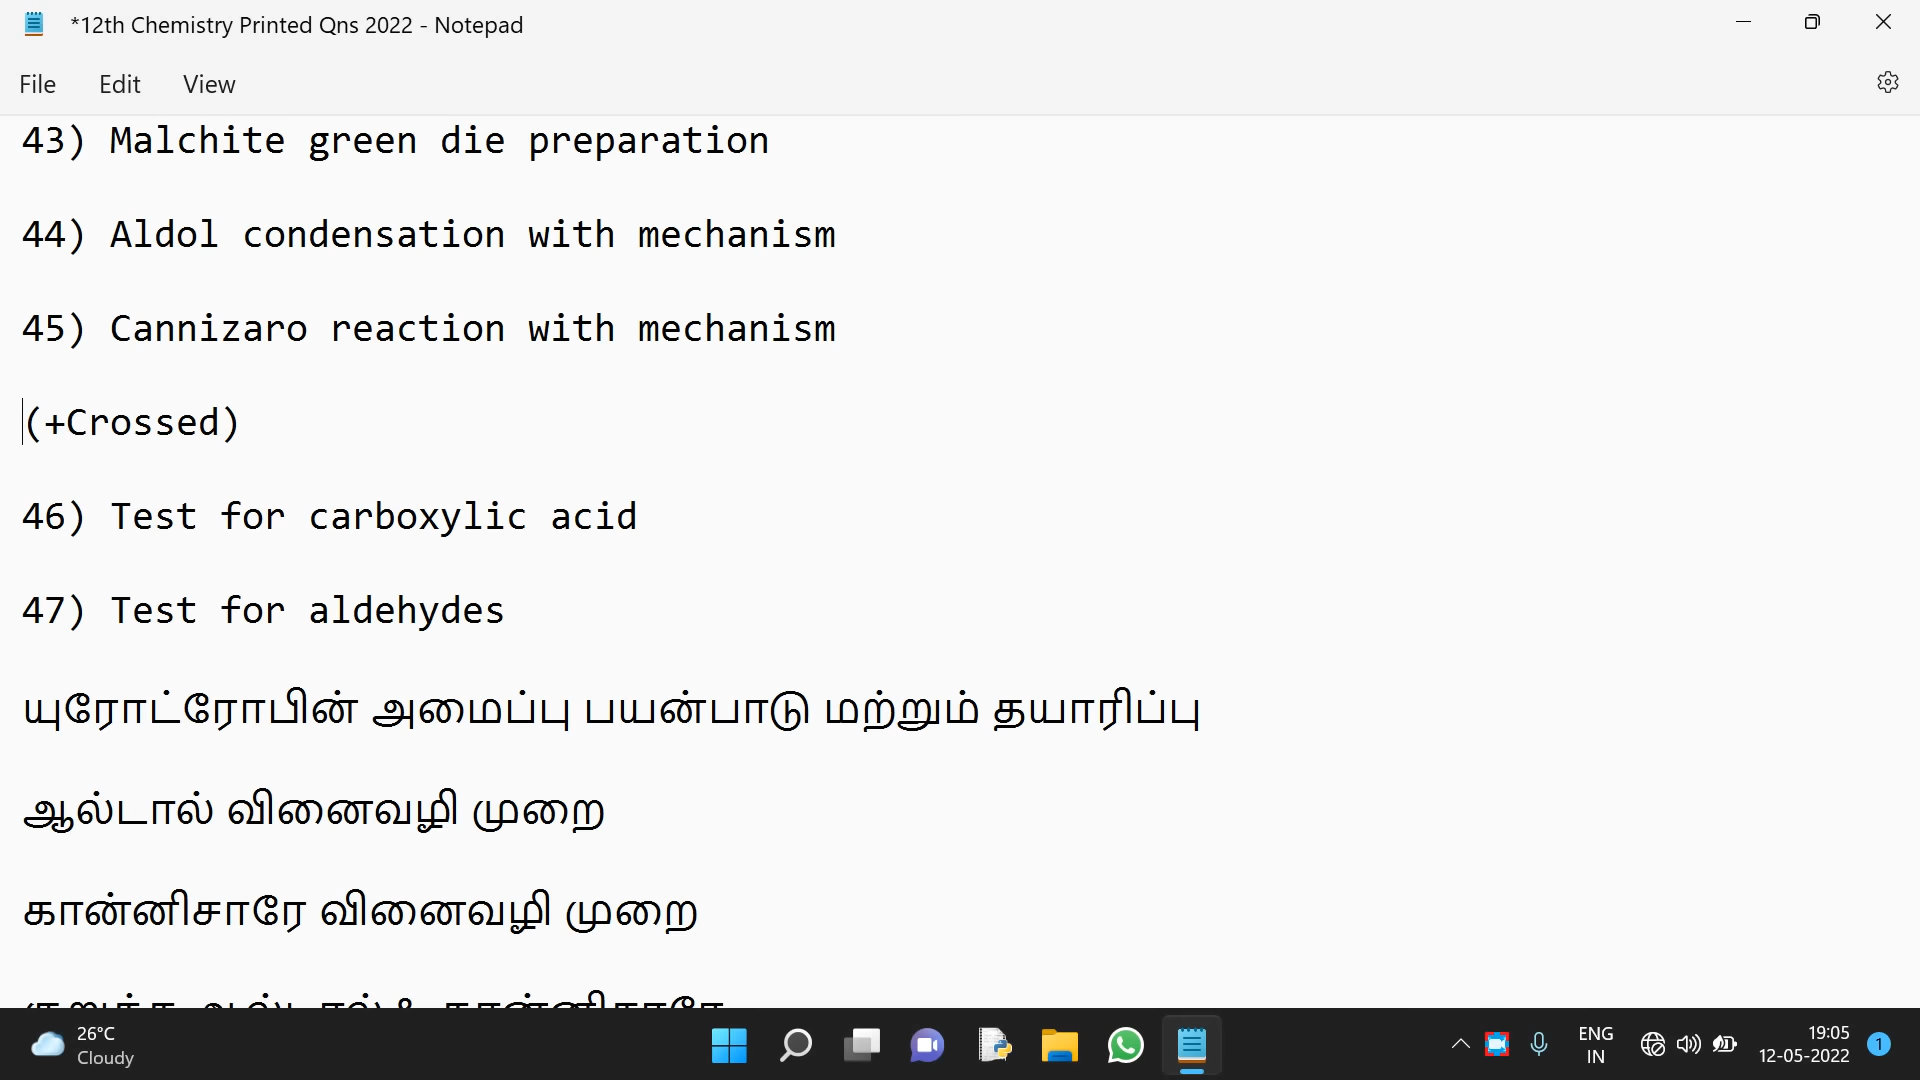 *12th Chemistry Printed Qns 2022 - Notepad
File Edit View
43) Malchite green die preparation
44) Aldol condensation with mechanism
45) Cannizaro reaction with mechanism
(+Crossed)
46) Test for carboxylic acid
47) Test for aldehydes
யுரோட்ரோபின் அமைப்பு பயன்பாடு மற்றும் தயாரிப்பு
ஆல்டால் வினைவழி முறை
கான்னிசாரே வினைவழி முறை
26°C
Cloudy
ENG
IN
19:05
12-05-2022
1